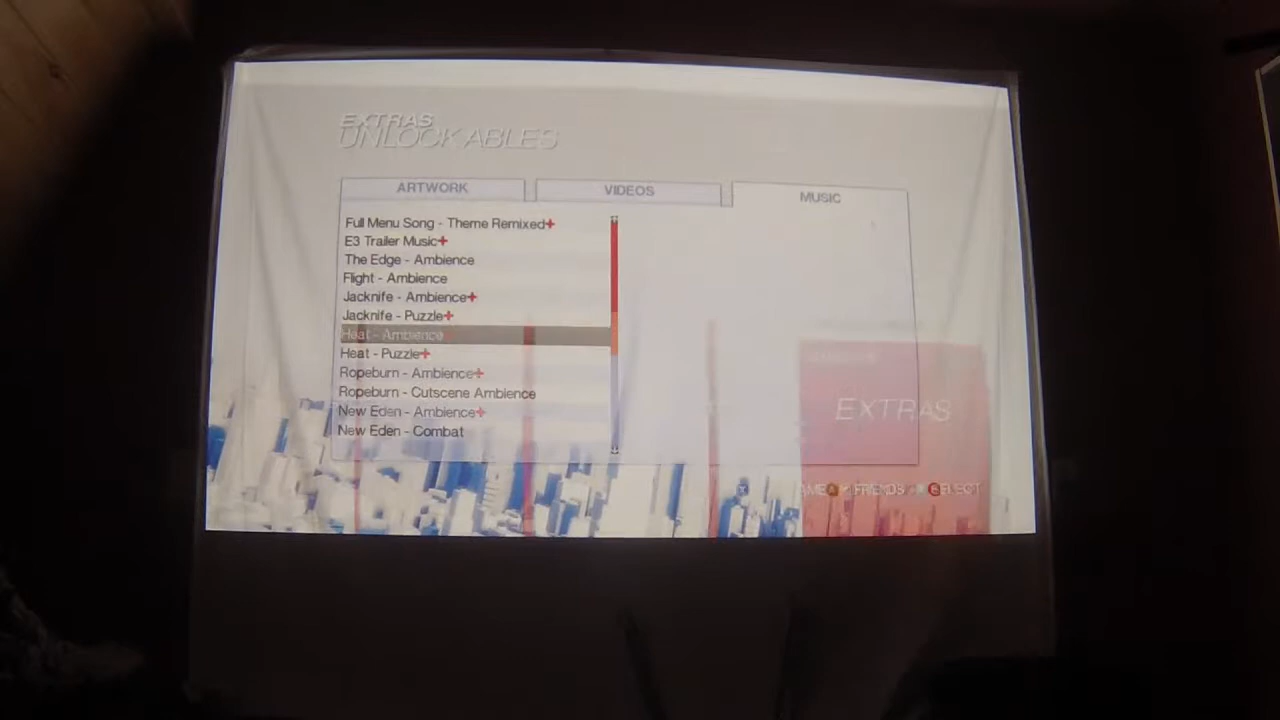 EXTRAS
UNLOCKABLES
ARTWORK
VIDEOS
MUSIC
Full Menu Song - Theme Remixed+
E3 Trailer Music+
The Edge - Ambience
Flight - Ambience
Jacknife - Ambience+
Jacknife - Puzzle+
Heat - Ambience+
Heat - Puzzle+
Ropeburn - Ambience+
Ropeburn - Cutscene Ambience
New Eden - Ambience+
New Eden - Combat
EXTRAS
FRIENDS
SELECT